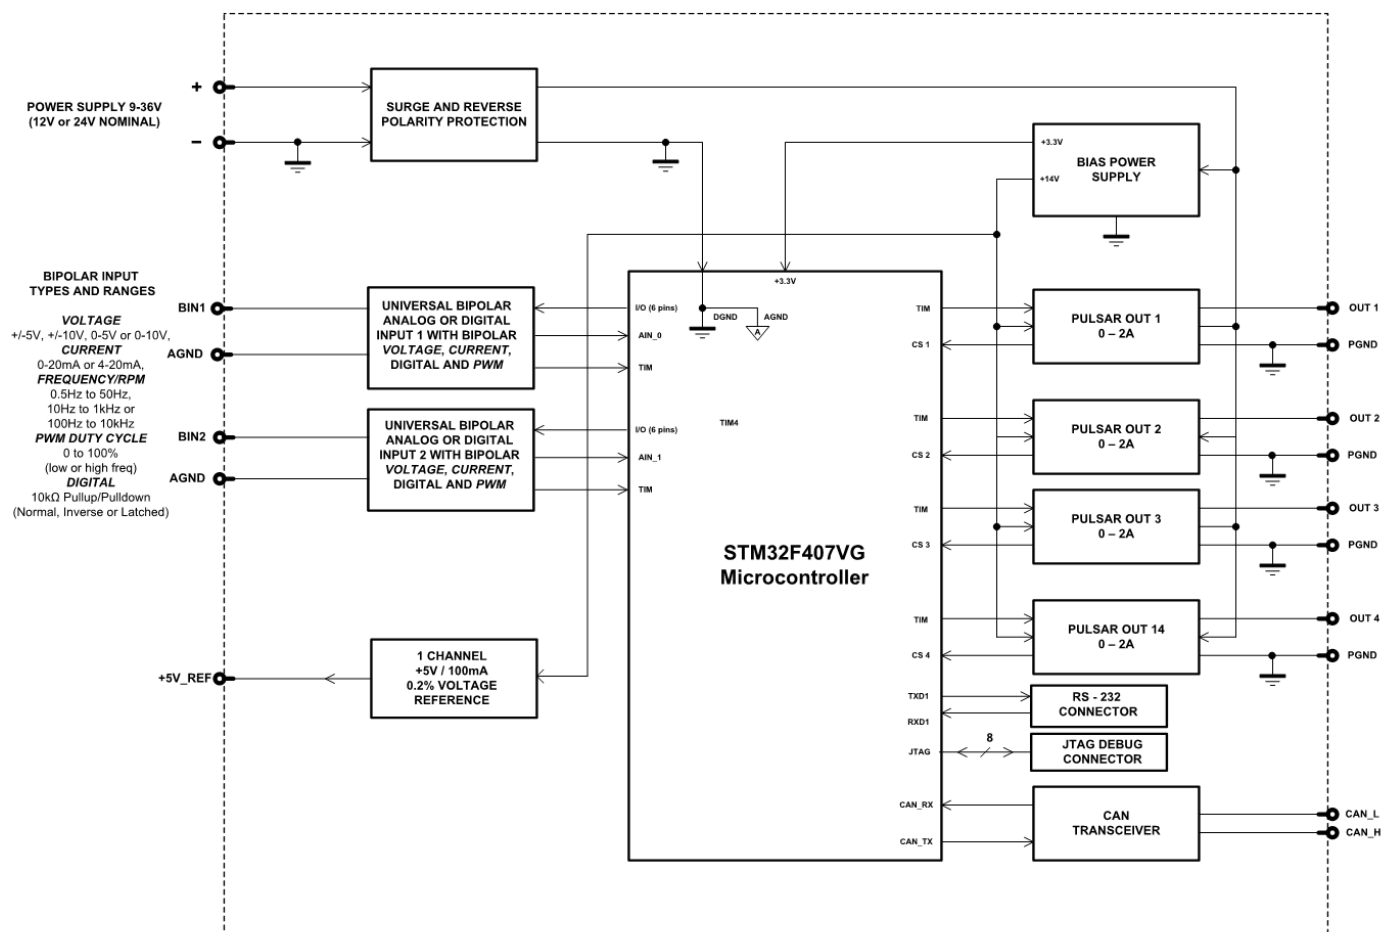 +
POWER SUPPLY 9-36V
(12V or 24V NOMINAL)
–
SURGE AND REVERSE
POLARITY PROTECTION
+3.3V
+14V
BIAS POWER
SUPPLY
BIPOLAR INPUT
TYPES AND RANGES
VOLTAGE
+/-5V, +/-10V, 0-5V or 0-10V,
CURRENT
0-20mA or 4-20mA,
FREQUENCY/RPM
0.5Hz to 50Hz,
10Hz to 1kHz or
100Hz to 10kHz
PWM DUTY CYCLE
0 to 100%
(low or high freq)
DIGITAL
10kΩ Pullup/Pulldown
(Normal, Inverse or Latched)
BIN1
AGND
BIN2
AGND
+5V_REF
UNIVERSAL BIPOLAR
ANALOG OR DIGITAL
INPUT 1 WITH BIPOLAR
VOLTAGE, CURRENT,
DIGITAL AND PWM
UNIVERSAL BIPOLAR
ANALOG OR DIGITAL
INPUT 2 WITH BIPOLAR
VOLTAGE, CURRENT,
DIGITAL AND PWM
1 CHANNEL
+5V / 100mA
0.2% VOLTAGE
REFERENCE
+3.3V
I/O (6 pins)
DGND
AGND
A
AIN_0
TIM
TIM4
I/O (6 pins)
AIN_1
TIM
STM32F407VG
Microcontroller
TIM
CS 1
TIM
CS 2
TIM
CS 3
TIM
CS 4
TXD1
RXD1
JTAG
8
CAN_RX
CAN_TX
PULSAR OUT 1
0 – 2A
PULSAR OUT 2
0 – 2A
PULSAR OUT 3
0 – 2A
PULSAR OUT 14
0 – 2A
RS - 232
CONNECTOR
JTAG DEBUG
CONNECTOR
CAN
TRANSCEIVER
OUT 1
PGND
OUT 2
PGND
OUT 3
PGND
OUT 4
PGND
CAN_L
CAN_H